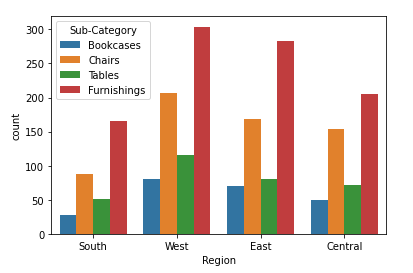 Sub-Category
Bookcases
Chairs
Tables
Furnishings
300
250
200
150
100
50
0
count
South West East Central
Region